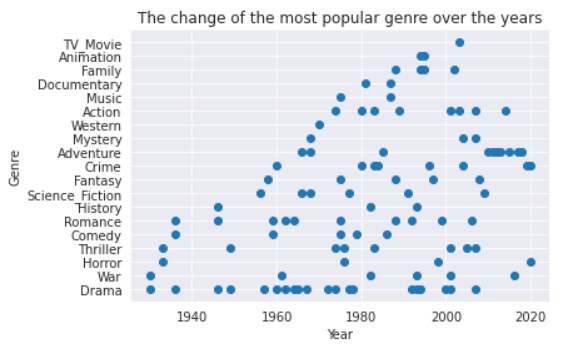 The change of the most popular genre over the years
Genre
TV_Movie
Animation
Family
Documentary
Music
Action
Western
Mystery
Adventure
Crime
Fantasy
Science_Fiction
History
Romance
Comedy
Thriller
Horror
War
Drama
1940 1960 1980 2000 2020
Year